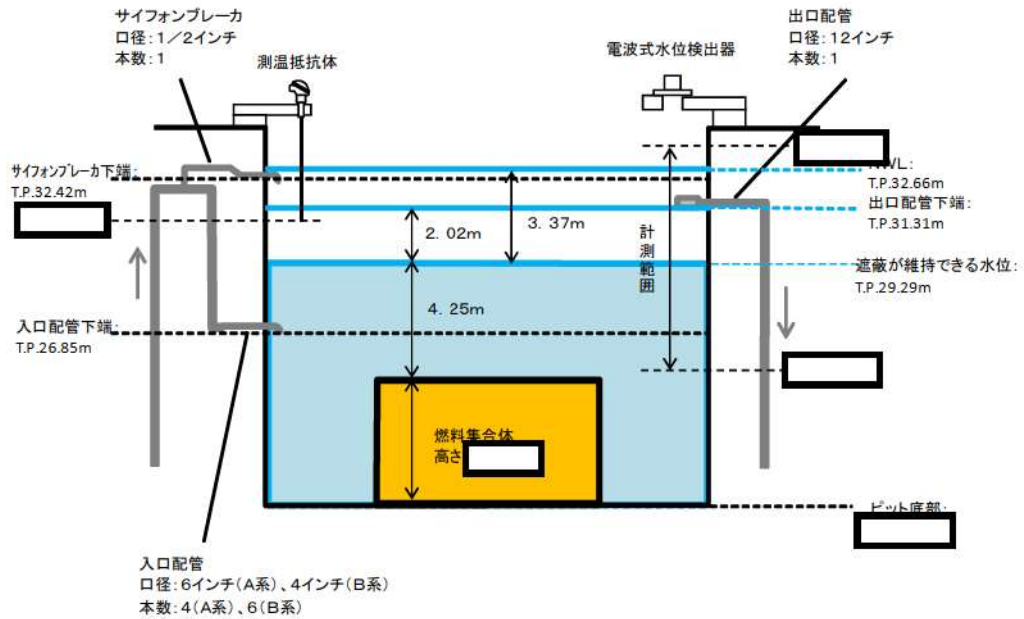 サイフォンブレーカ
口径:1/2インチ
本数:1
測温抵抗体
電波式水位検出器
出口配管
口径:12インチ
本数:1
サイフォンブレーカ下端:
T.P.32.42m
NWL:
T.P.32.66m
出口配管下端:
T.P.31.31m
2.02m
3.37m
計測範囲
遮蔽が維持できる水位:
T.P.29.29m
4.25m
入口配管下端:
T.P.26.85m
燃料集合体
高さ
ピット底部:
入口配管
口径:6インチ(A系)、4インチ(B系)
本数:4(A系)、6(B系)